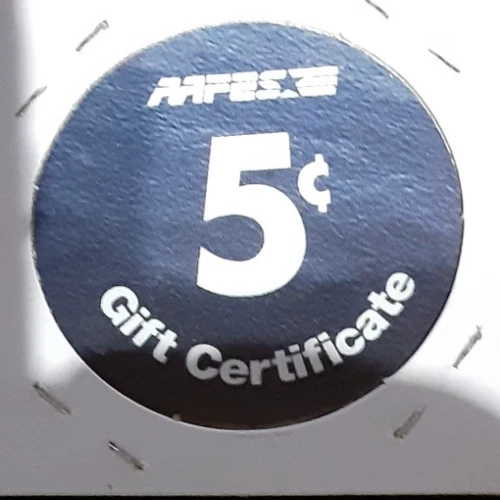 AAFES
5¢
Gift Certificate